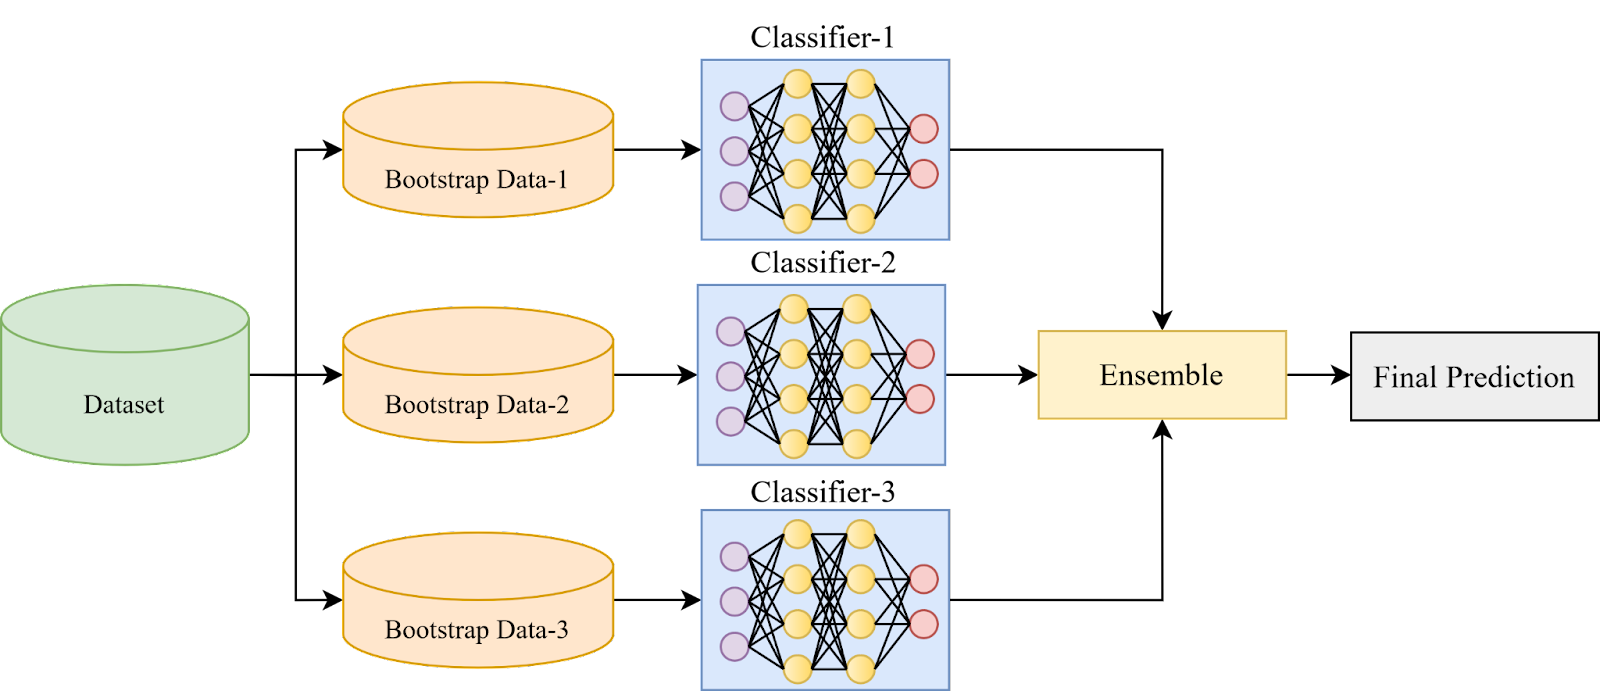 Classifier-1
Bootstrap Data-1
Classifier-2
Dataset
Bootstrap Data-2
Ensemble
Final Prediction
Classifier-3
Bootstrap Data-3